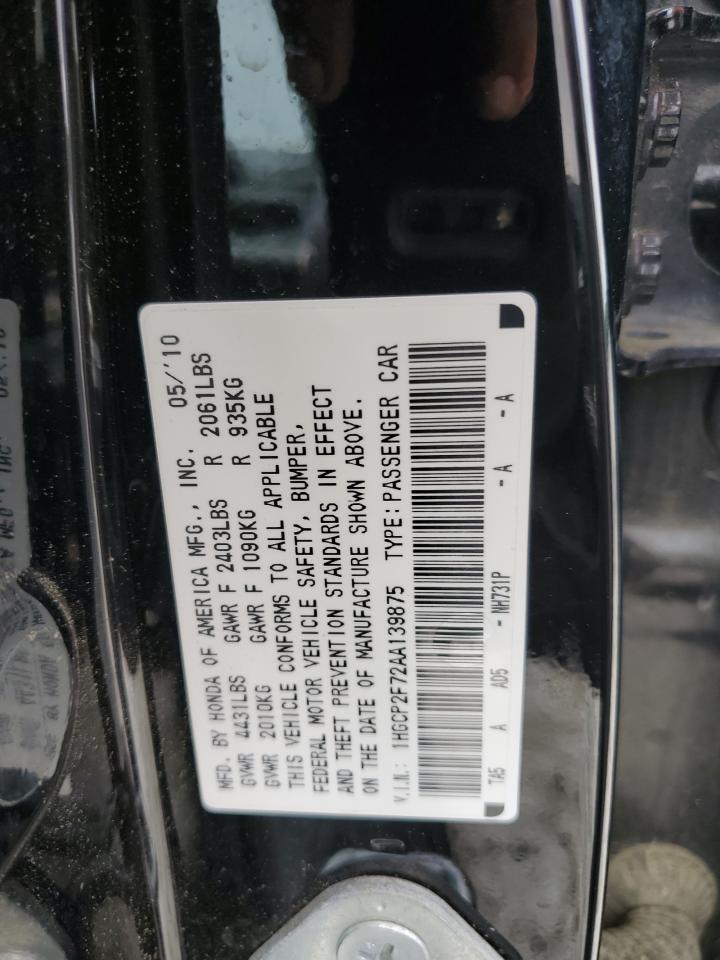 MFD. BY HONDA OF AMERICA MFG., INC. 05/'10
GVWR 4431LBS GAWR F 2403LBS R 2061LBS
GVWR 2010KG GAWR F 1090KG R 935KG
THIS VEHICLE CONFORMS TO ALL APPLICABLE
FEDERAL MOTOR VEHICLE SAFETY, BUMPER,
AND THEFT PREVENTION STANDARDS IN EFFECT
ON THE DATE OF MANUFACTURE SHOWN ABOVE.
V.I.N.: 1HGCP2F72AA139875 TYPE: PASSENGER CAR
TA5 A AD5 - NH731P - A - A